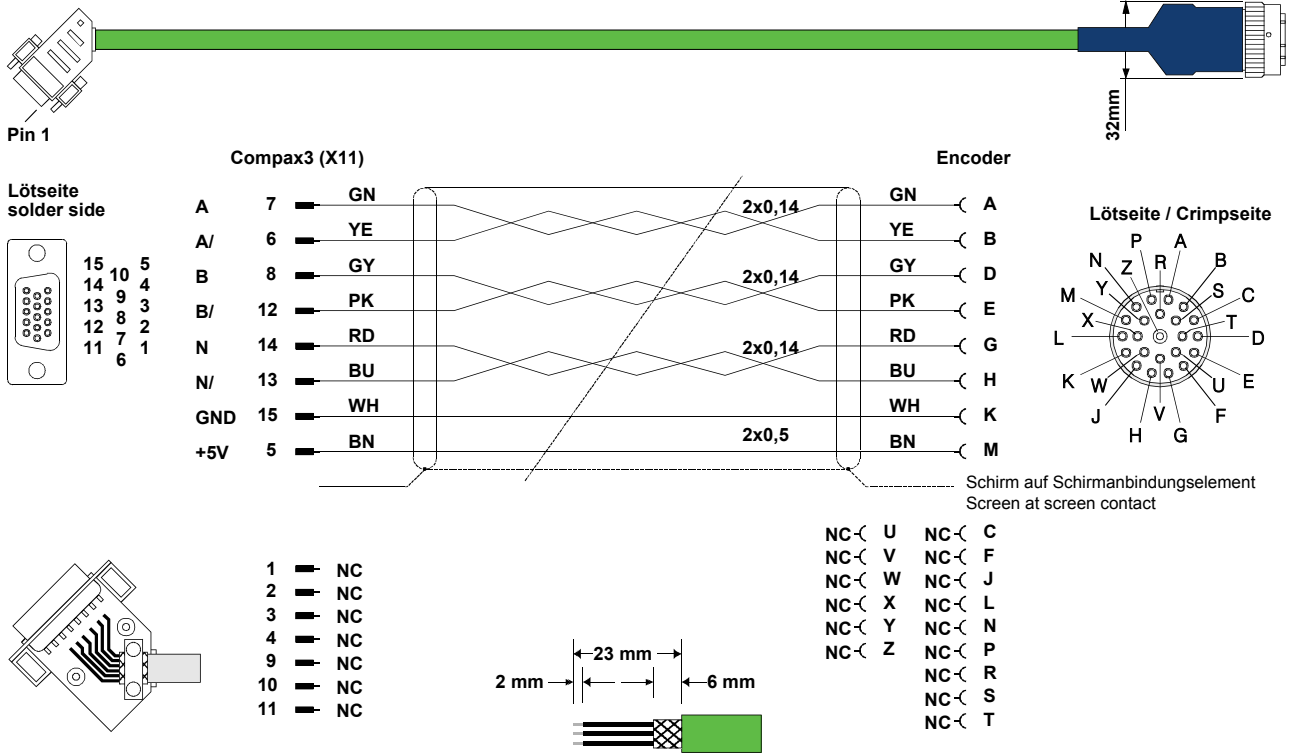 32mm
Pin 1
Compax3 (X11)
Encoder
Lötseite
solder side
15 10 5
14 9 4
13 8 3
12 7 2
11 6 1
A 7 GN 2x0,14 GN A
A/ 6 YE YE B
B 8 GY 2x0,14 GY D
B/ 12 PK PK E
N 14 RD 2x0,14 RD G
N/ 13 BU BU H
GND 15 WH WH K
+5V 5 BN 2x0,5 BN M
Lötseite / Crimpseite
P R A
N Z B
M Y S C
X T
L D
K W U E
J V F
H G
Schirm auf Schirmanbindungselement
Screen at screen contact
NC U NC C
NC V NC F
NC W NC J
NC X NC L
NC Y NC N
NC Z NC P
NC R
NC S
NC T
1 NC
2 NC
3 NC
4 NC
9 NC
10 NC
11 NC
23 mm
2 mm 6 mm